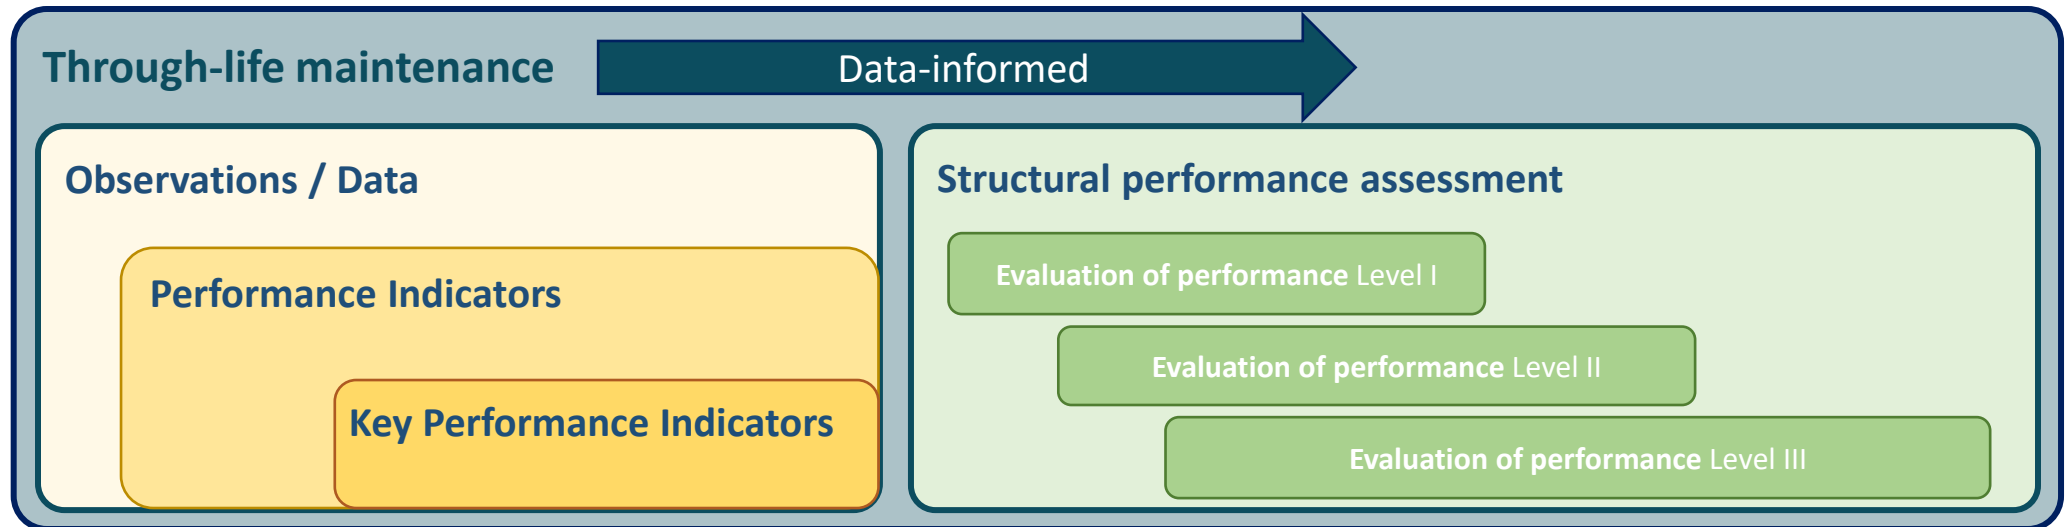 Through-life maintenance
Data-informed
Observations / Data
Performance Indicators
Key Performance Indicators
Structural performance assessment
Evaluation of performance Level I
Evaluation of performance Level II
Evaluation of performance Level III